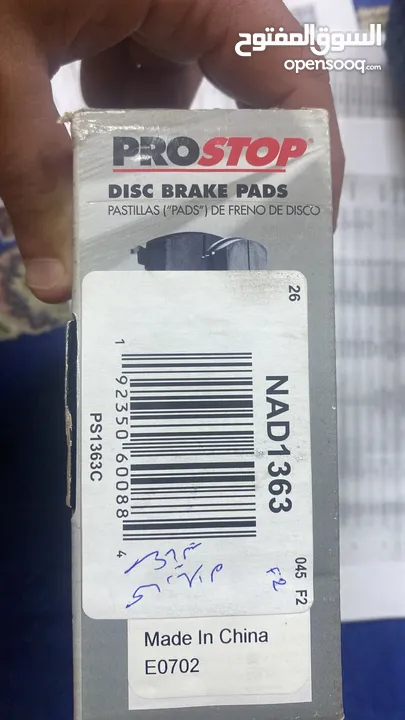 السوق المفتوح
opensooq.com
PROSTOP
DISC BRAKE PADS
PASTILLAS ("PADS") DE FRENO DE DISCO
26
NAD1363
045 F2
1 92350 60088 4
PS1363C
F2
Made In China
E0702